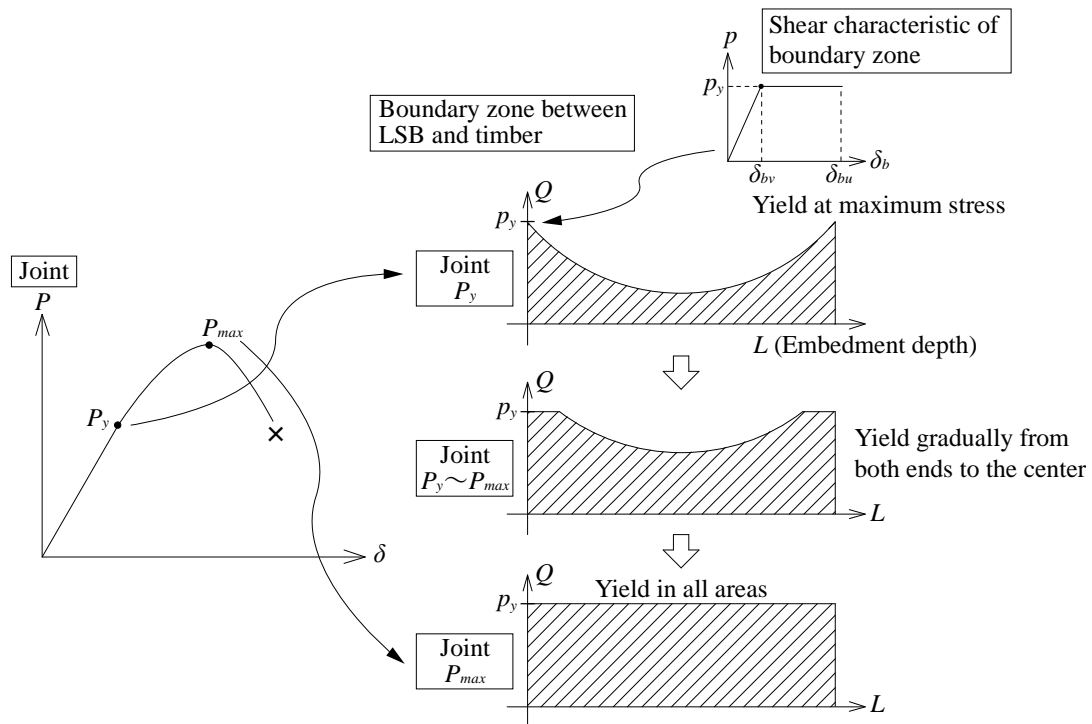 Shear characteristic of
boundary zone
p
p_y
δ_bv
δ_bu
δ_b
Boundary zone between
LSB and timber
Q
p_y
Yield at maximum stress
Joint
P_y
L (Embedment depth)
Joint
P
P_max
P_y
×
δ
Q
p_y
Joint
P_y～P_max
Yield gradually from
both ends to the center
L
Q
Yield in all areas
p_y
Joint
P_max
L